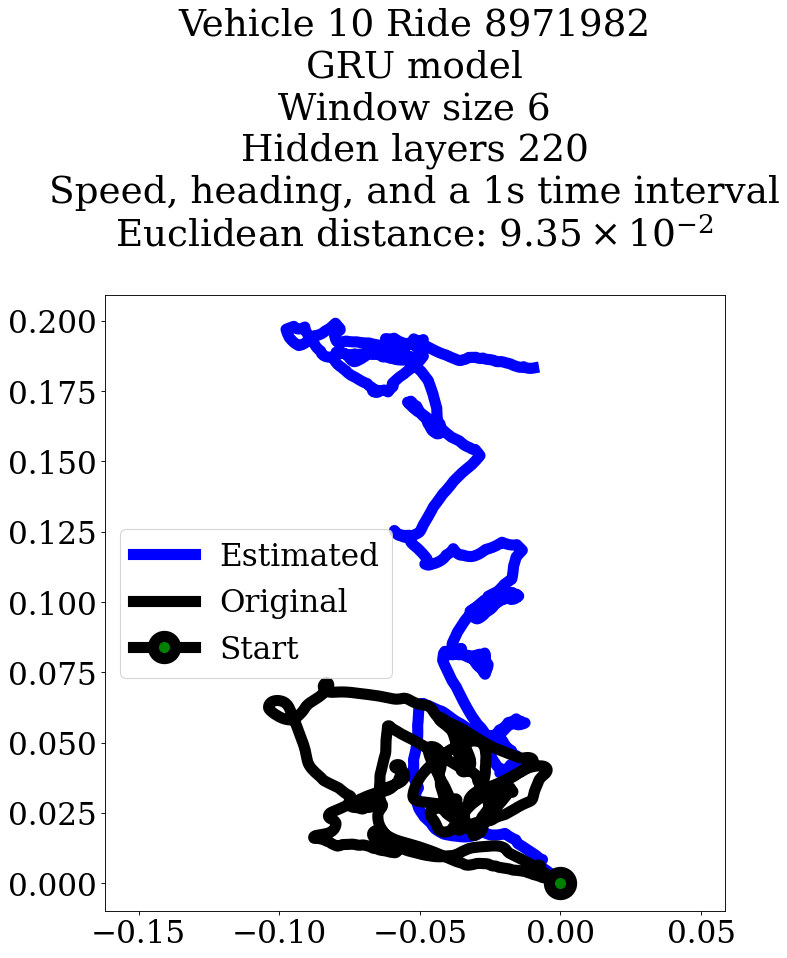 Vehicle 10 Ride 8971982
GRU model
Window size 6
Hidden layers 220
Speed, heading, and a 1s time interval
Euclidean distance: 9.35 × 10⁻²
0.200
0.175
0.150
0.125
0.100
0.075
0.050
0.025
0.000
Estimated
Original
Start
−0.15 −0.10 −0.05 0.00 0.05